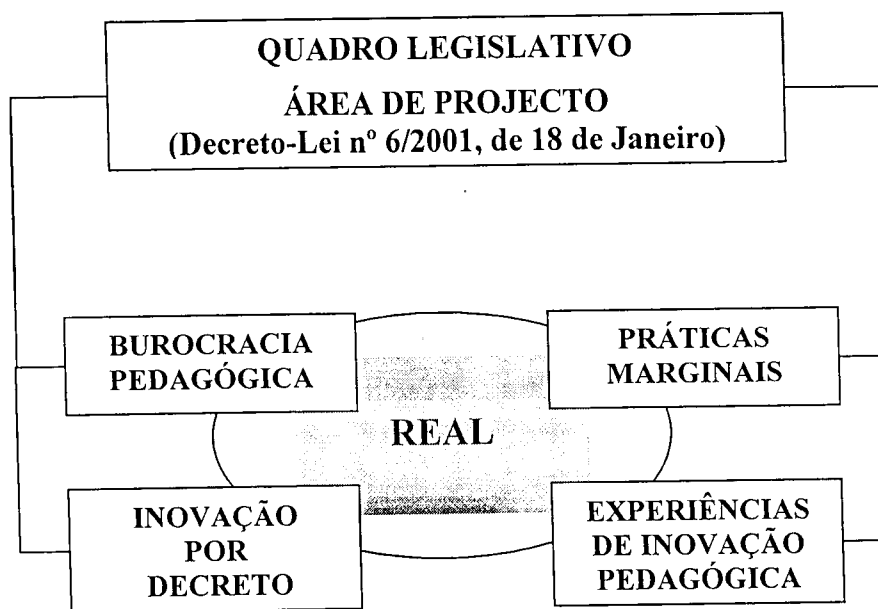 QUADRO LEGISLATIVO
ÁREA DE PROJECTO
(Decreto-Lei nº 6/2001, de 18 de Janeiro)
BUROCRACIA
PEDAGÓGICA
PRÁTICAS
MARGINAIS
REAL
INOVAÇÃO
POR
DECRETO
EXPERIÊNCIAS
DE INOVAÇÃO
PEDAGÓGICA